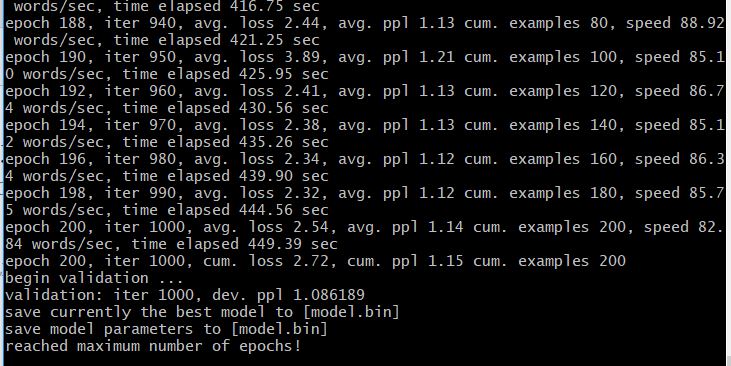 words/sec, time elapsed 416.75 sec
epoch 188, iter 940, avg. loss 2.44, avg. ppl 1.13 cum. examples 80, speed 88.92
words/sec, time elapsed 421.25 sec
epoch 190, iter 950, avg. loss 3.89, avg. ppl 1.21 cum. examples 100, speed 85.1
0 words/sec, time elapsed 425.95 sec
epoch 192, iter 960, avg. loss 2.41, avg. ppl 1.13 cum. examples 120, speed 86.7
4 words/sec, time elapsed 430.56 sec
epoch 194, iter 970, avg. loss 2.38, avg. ppl 1.13 cum. examples 140, speed 85.1
2 words/sec, time elapsed 435.26 sec
epoch 196, iter 980, avg. loss 2.34, avg. ppl 1.12 cum. examples 160, speed 86.3
4 words/sec, time elapsed 439.90 sec
epoch 198, iter 990, avg. loss 2.32, avg. ppl 1.12 cum. examples 180, speed 85.7
5 words/sec, time elapsed 444.56 sec
epoch 200, iter 1000, avg. loss 2.54, avg. ppl 1.14 cum. examples 200, speed 82.
84 words/sec, time elapsed 449.39 sec
epoch 200, iter 1000, cum. loss 2.72, cum. ppl 1.15 cum. examples 200
begin validation ...
validation: iter 1000, dev. ppl 1.086189
save currently the best model to [model.bin]
save model parameters to [model.bin]
reached maximum number of epochs!